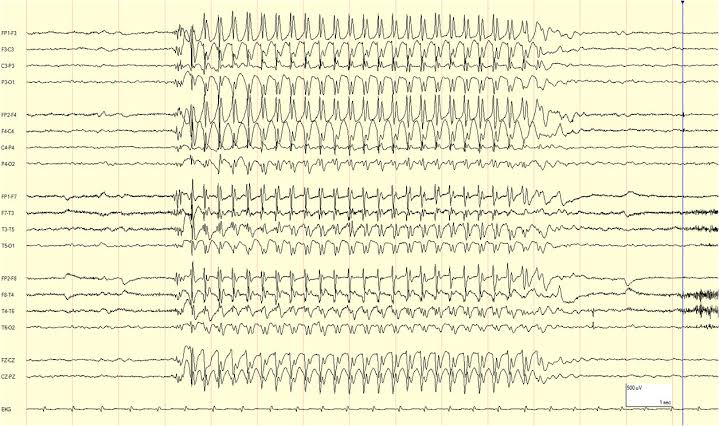 FP1-F3
F3-C3
C3-P3
P3-O1
FP2-F4
F4-C4
C4-P4
P4-O2
FP1-F7
F7-T3
T3-T5
T5-O1
FP2-F8
F8-T4
T4-T6
T6-O2
FZ-CZ
CZ-PZ
500 uV
1 sec
EKG